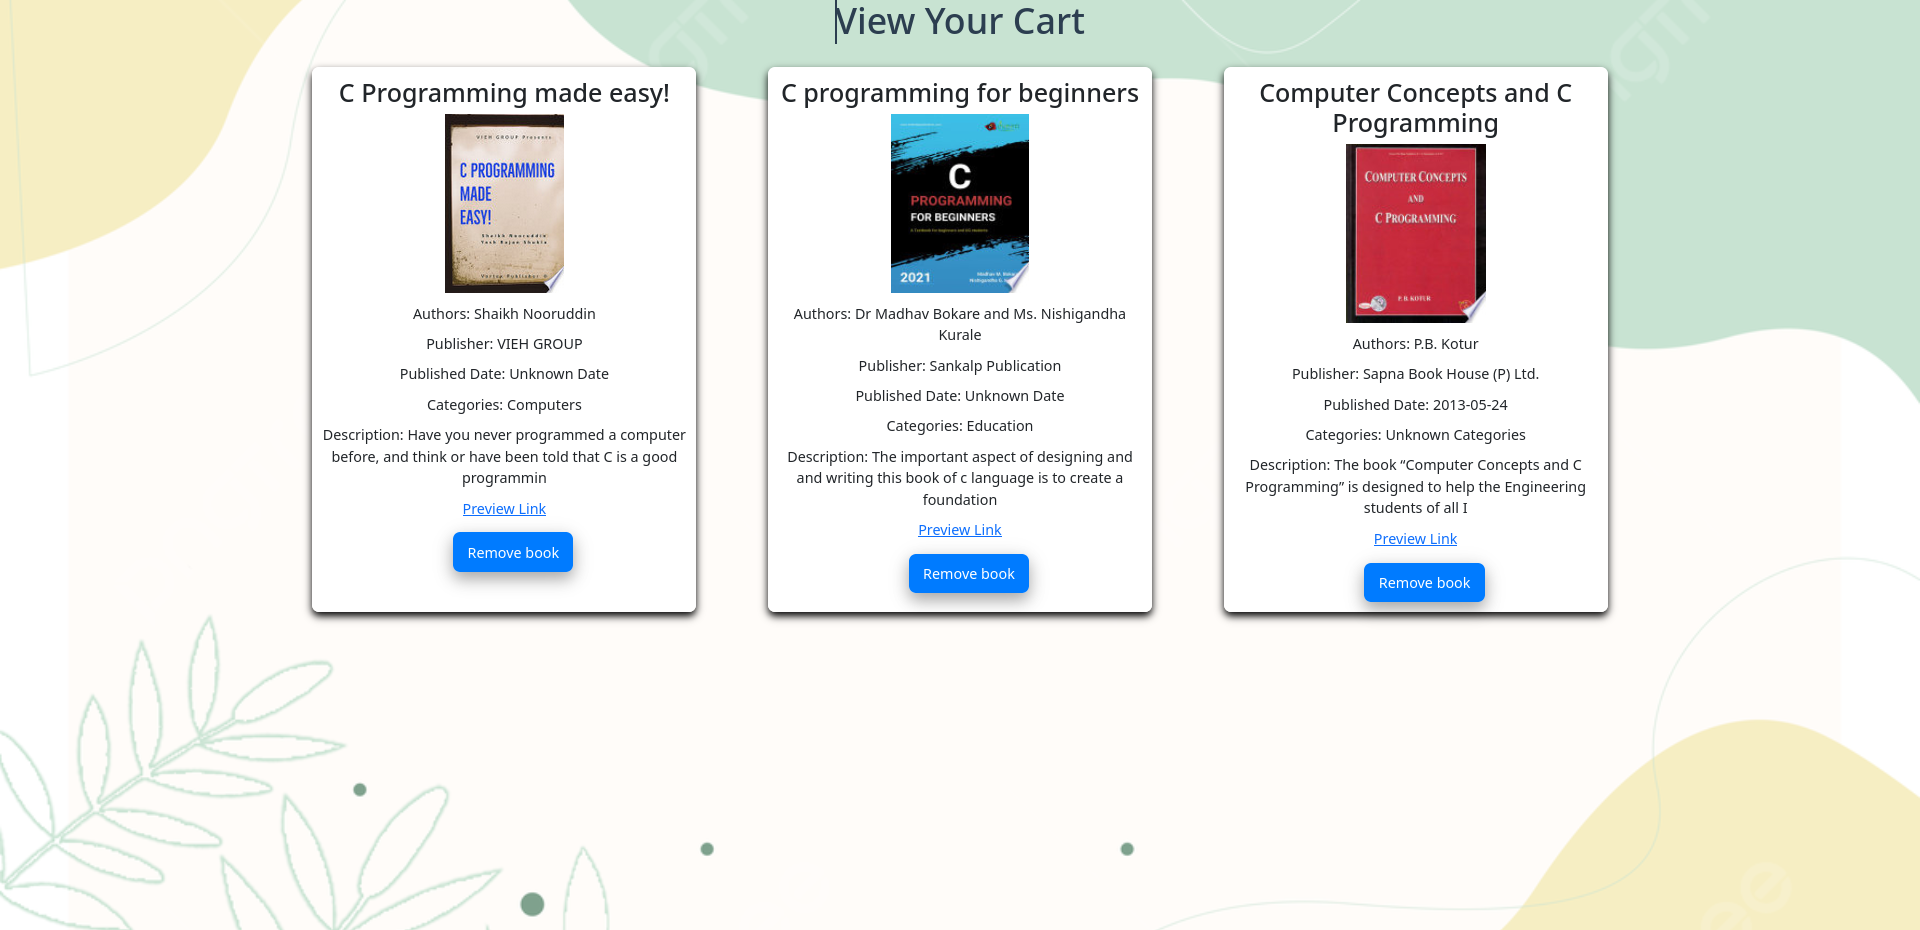 View Your Cart
C Programming made easy!
VIEH GROUP Presents
C PROGRAMMING
MADE
EASY!
Shaikh Nooruddin
Yash Rajan Shukla
Authors: Shaikh Nooruddin
Publisher: VIEH GROUP
Published Date: Unknown Date
Categories: Computers
Description: Have you never programmed a computer
before, and think or have been told that C is a good
programmin
Preview Link
Remove book
C programming for beginners
C
PROGRAMMING
FOR BEGINNERS
2021
Authors: Dr Madhav Bokare and Ms. Nishigandha
Kurale
Publisher: Sankalp Publication
Published Date: Unknown Date
Categories: Education
Description: The important aspect of designing and
and writing this book of c language is to create a
foundation
Preview Link
Remove book
Computer Concepts and C
Programming
COMPUTER CONCEPTS
AND
C PROGRAMMING
P.B. KOTUR
Authors: P.B. Kotur
Publisher: Sapna Book House (P) Ltd.
Published Date: 2013-05-24
Categories: Unknown Categories
Description: The book “Computer Concepts and C
Programming” is designed to help the Engineering
students of all I
Preview Link
Remove book